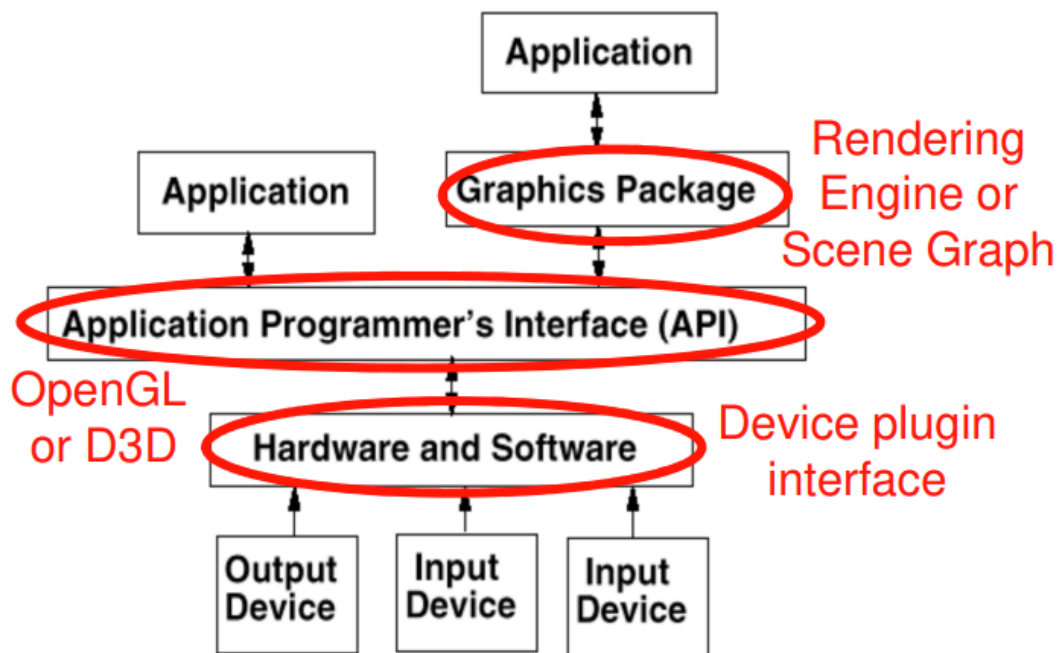 Application
Rendering
Engine or
Scene Graph
Application
Graphics Package
Application Programmer's Interface (API)
OpenGL
or D3D
Hardware and Software
Device plugin
interface
Output
Device
Input
Device
Input
Device